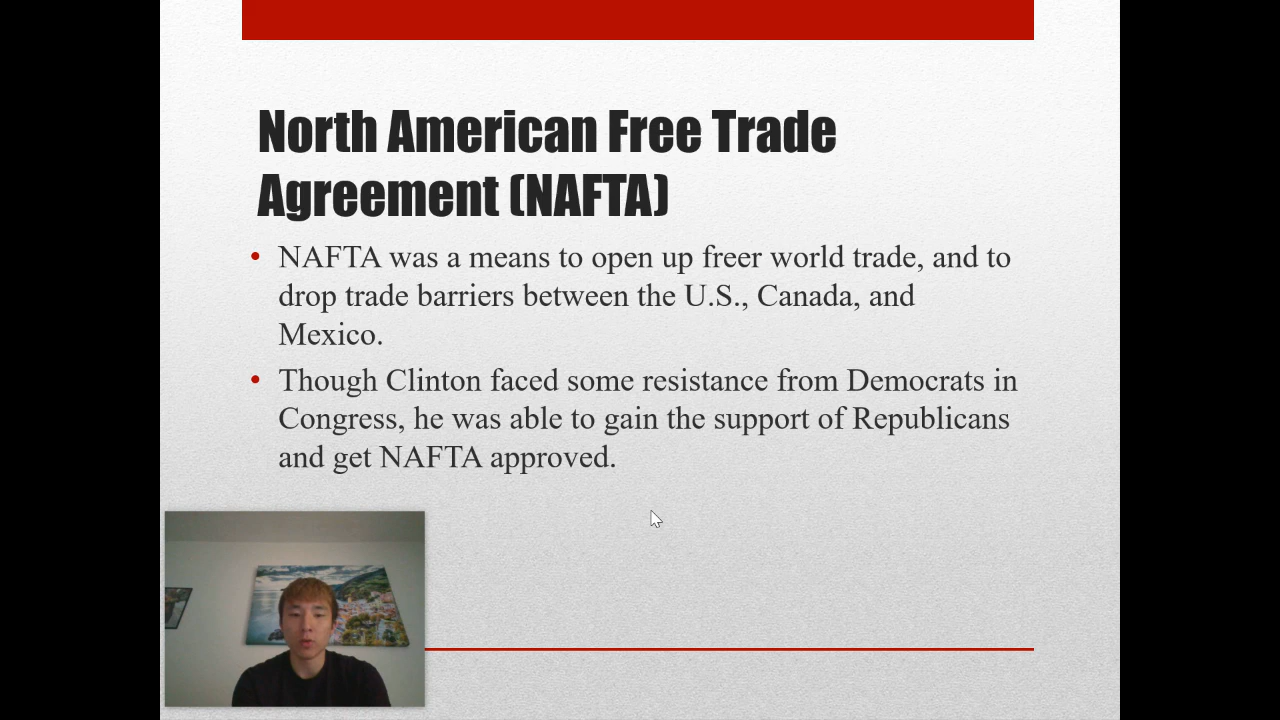 North American Free Trade
Agreement (NAFTA)
• NAFTA was a means to open up freer world trade, and to
drop trade barriers between the U.S., Canada, and
Mexico.
• Though Clinton faced some resistance from Democrats in
Congress, he was able to gain the support of Republicans
and get NAFTA approved.